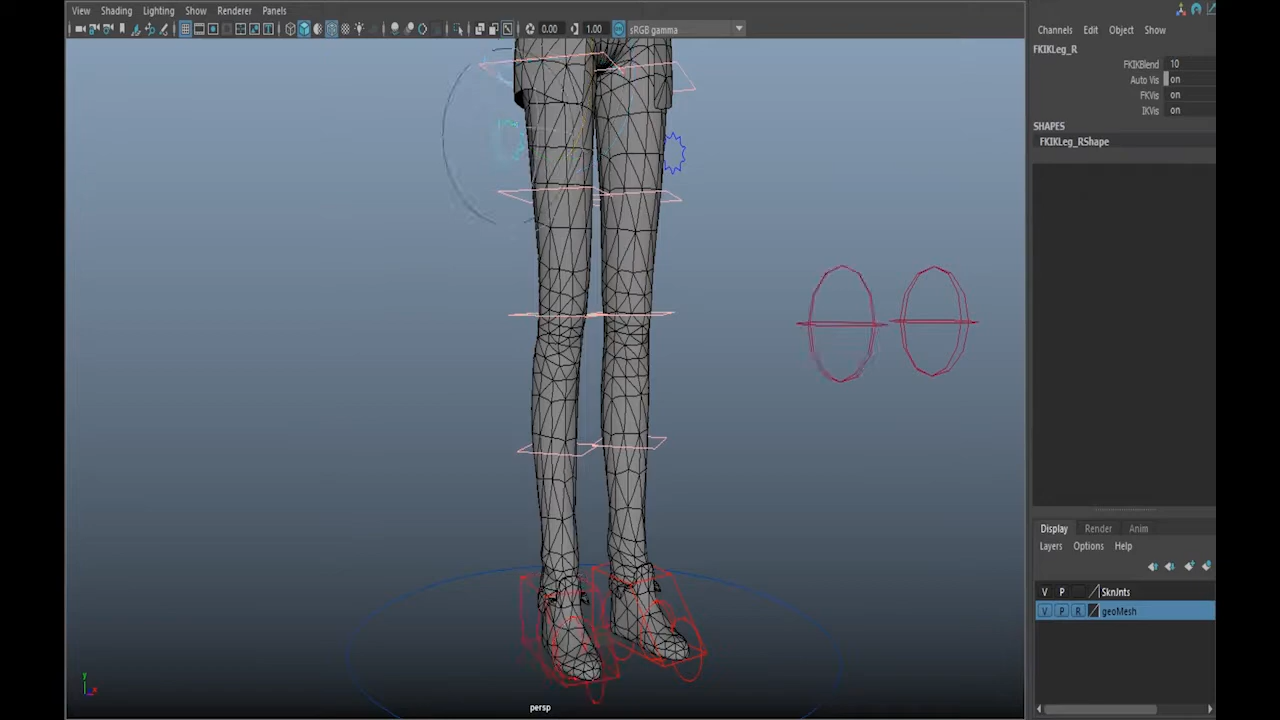 View Shading Lighting Show Renderer Panels
0.00 1.00 sRGB gamma
Channels Edit Object Show
FKIKLeg_R
FKIKBlend 10
Auto Vis on
FKVis on
IKVis on
SHAPES
FKIKLeg_RShape
Display Render Anim
Layers Options Help
V P SknJnts
V P R geoMesh
y
x
persp